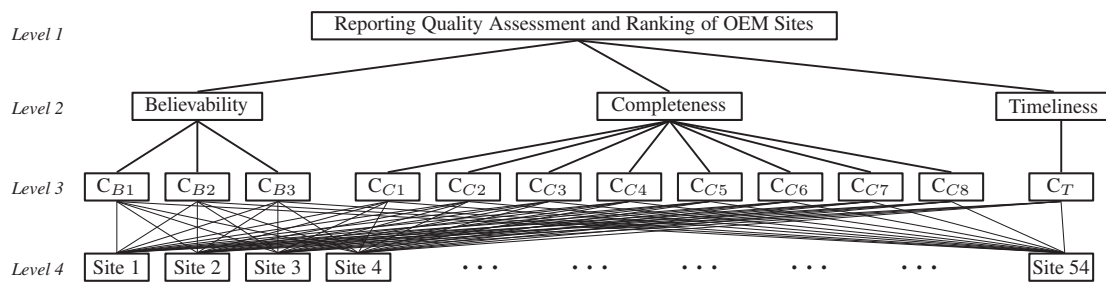 Level 1 Reporting Quality Assessment and Ranking of OEM Sites
Level 2 Believability Completeness Timeliness
Level 3 C_{B1} C_{B2} C_{B3} C_{C1} C_{C2} C_{C3} C_{C4} C_{C5} C_{C6} C_{C7} C_{C8} C_T
Level 4 Site 1 Site 2 Site 3 Site 4 ··· ··· ··· ··· ··· Site 54